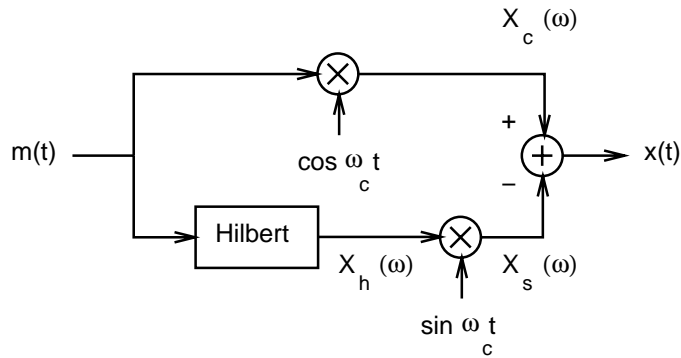 X_c (ω)
+
m(t)
cos ω_c t
+
x(t)
−
Hilbert
X_h (ω)
X_s (ω)
sin ω_c t